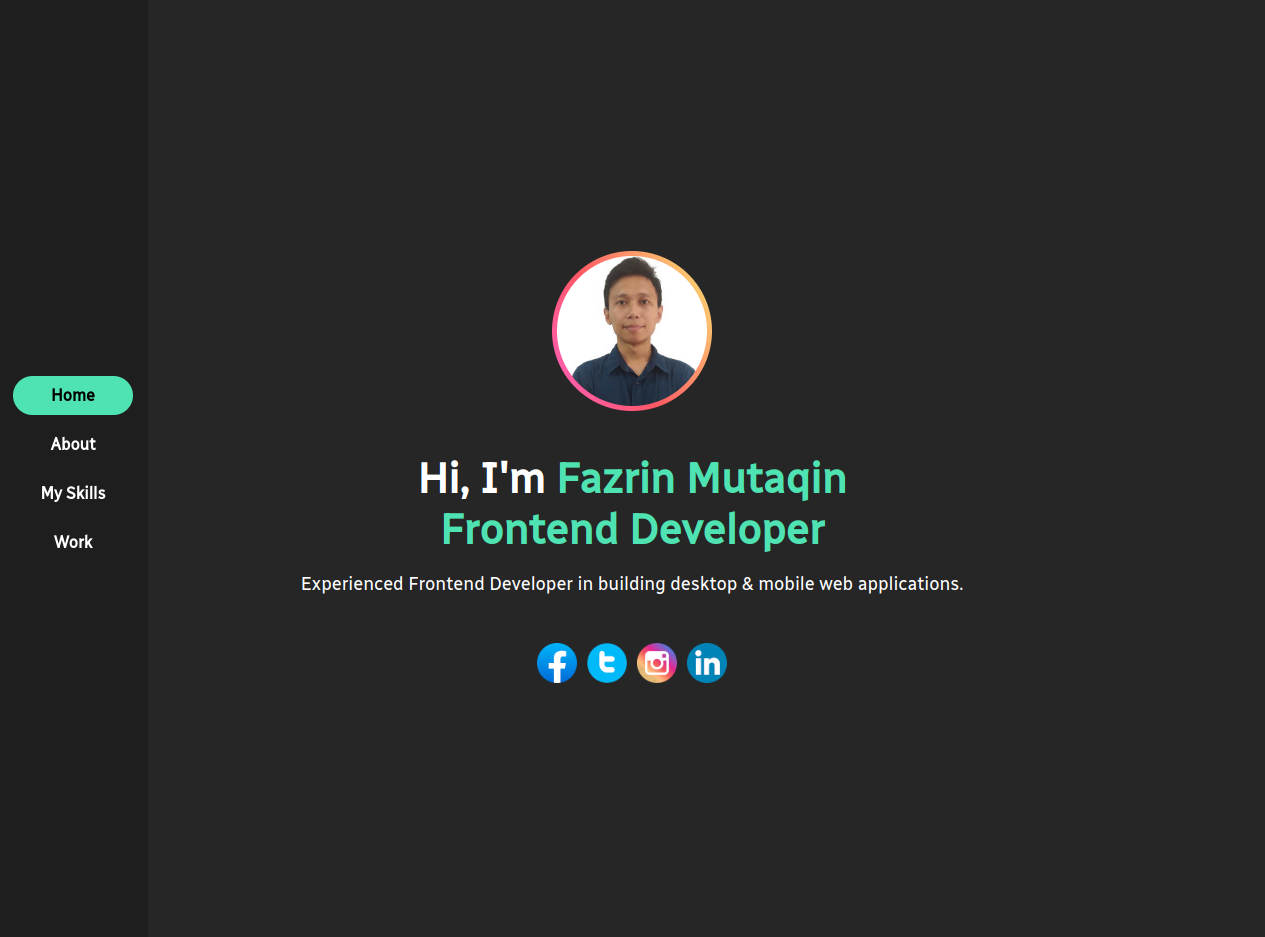 Home
About
My Skills
Work
Hi, I'm Fazrin Mutaqin
Frontend Developer
Experienced Frontend Developer in building desktop & mobile web applications.